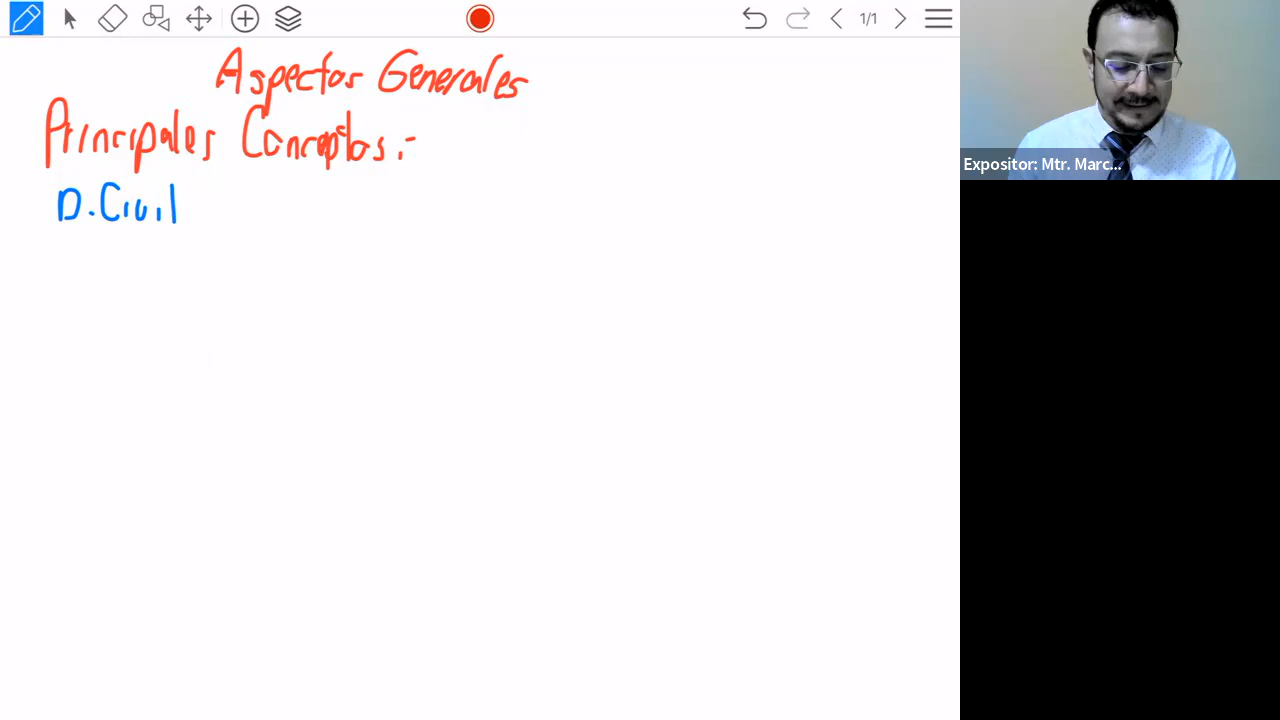 1/1
Aspectos Generales
Principales Conceptos.-
D. Civil
Expositor: Mtr. Marc...